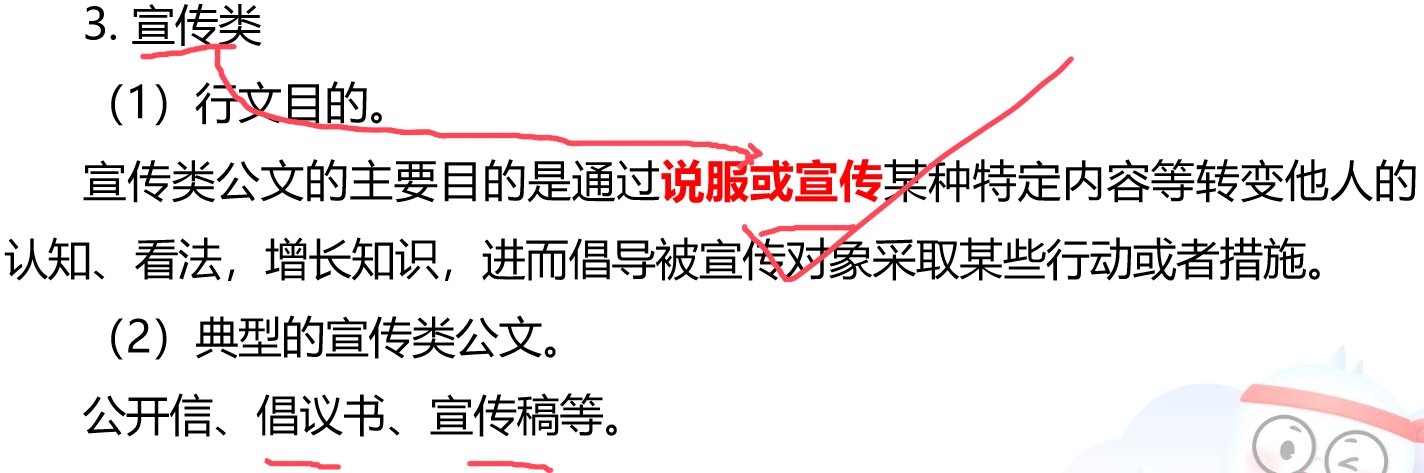 3. 宣传类
（1）行文目的。
宣传类公文的主要目的是通过说服或宣传某种特定内容等转变他人的
认知、看法，增长知识，进而倡导被宣传对象采取某些行动或者措施。
（2）典型的宣传类公文。
公开信、倡议书、宣传稿等。